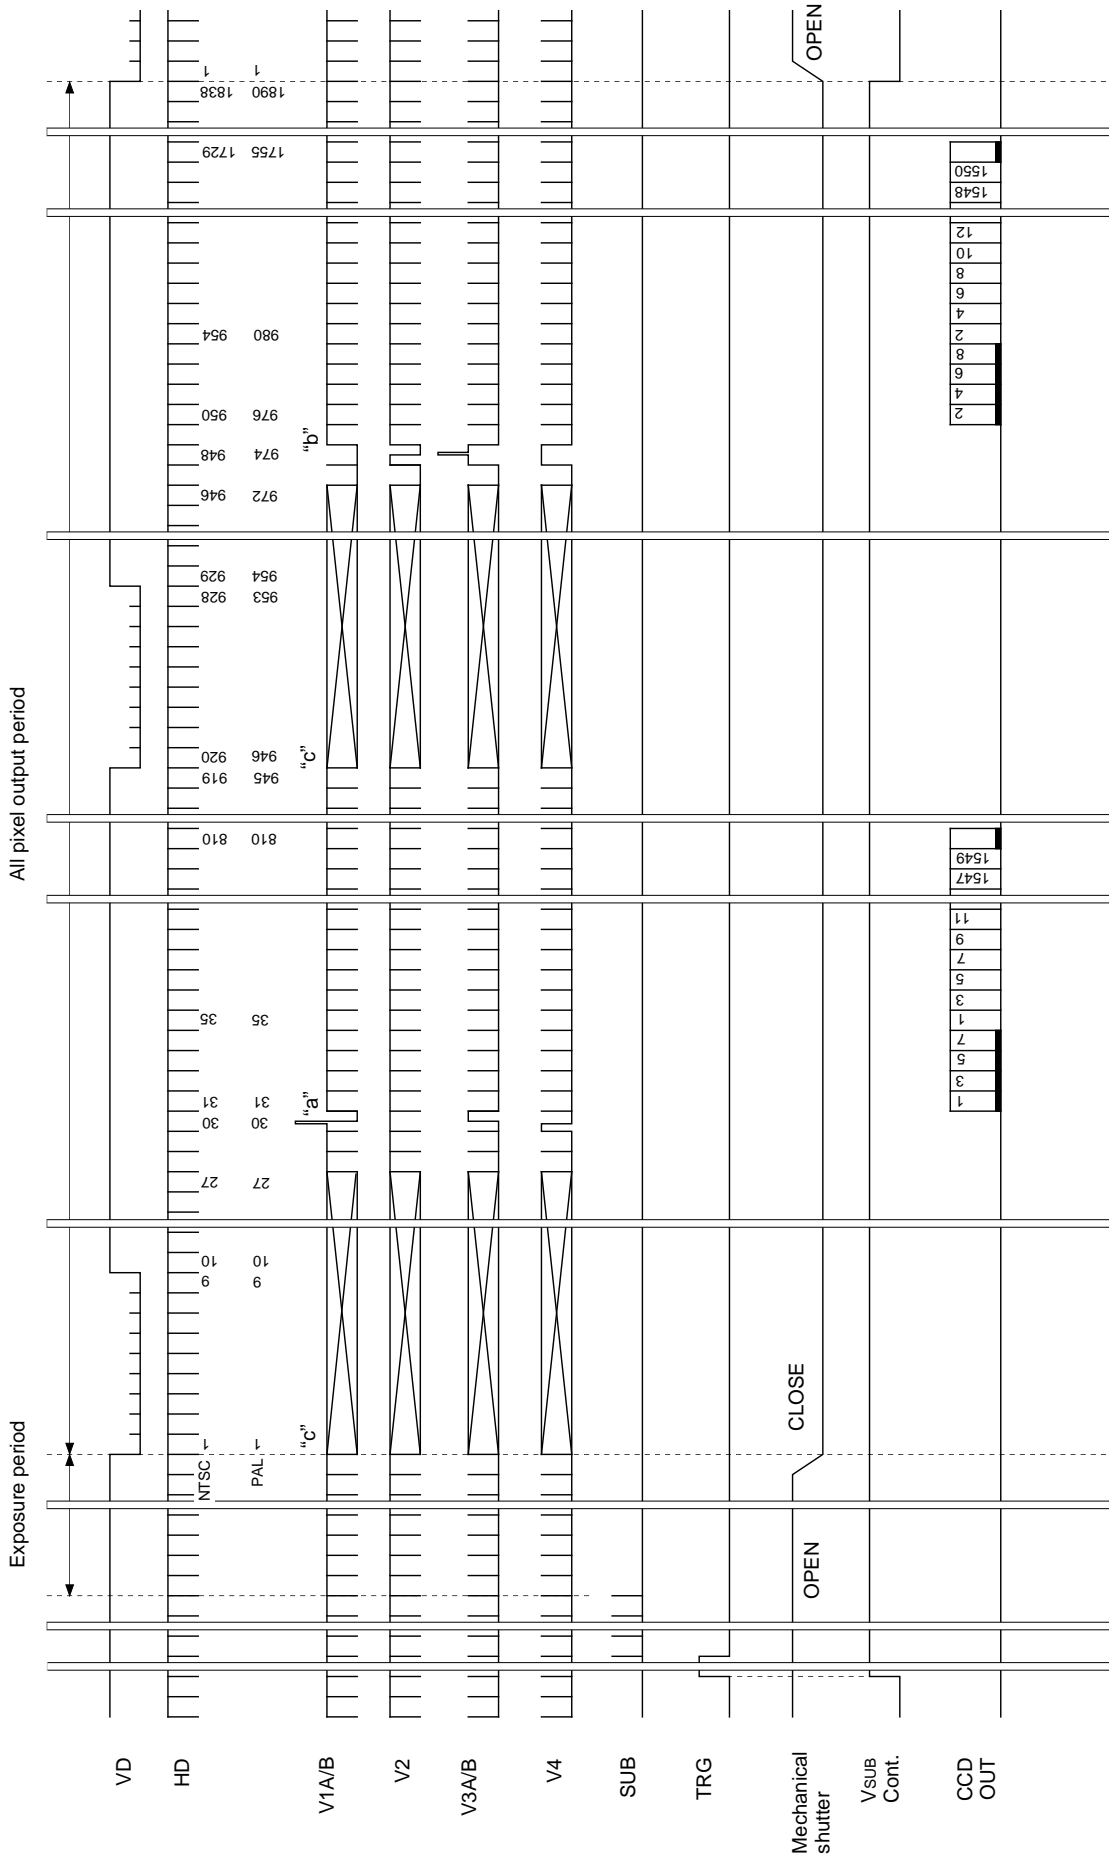 Exposure period
All pixel output period
VD
HD
NTSC 1 9 10 27 30 31 35 810 919 920 928 929 946 948 950 954 1729 1838 1
PAL 1 9 10 27 30 31 35 810 945 946 953 954 972 974 976 980 1755 1890 1
“c” “a” “c” “b”
V1A/B
V2
V3A/B
V4
SUB
TRG
Mechanical
shutter
OPEN CLOSE OPEN
VSUB
Cont.
CCD
OUT
1 3 5 7 1 3 5 7 9 11 1547 1549 2 4 6 8 2 4 6 8 10 12 1548 1550